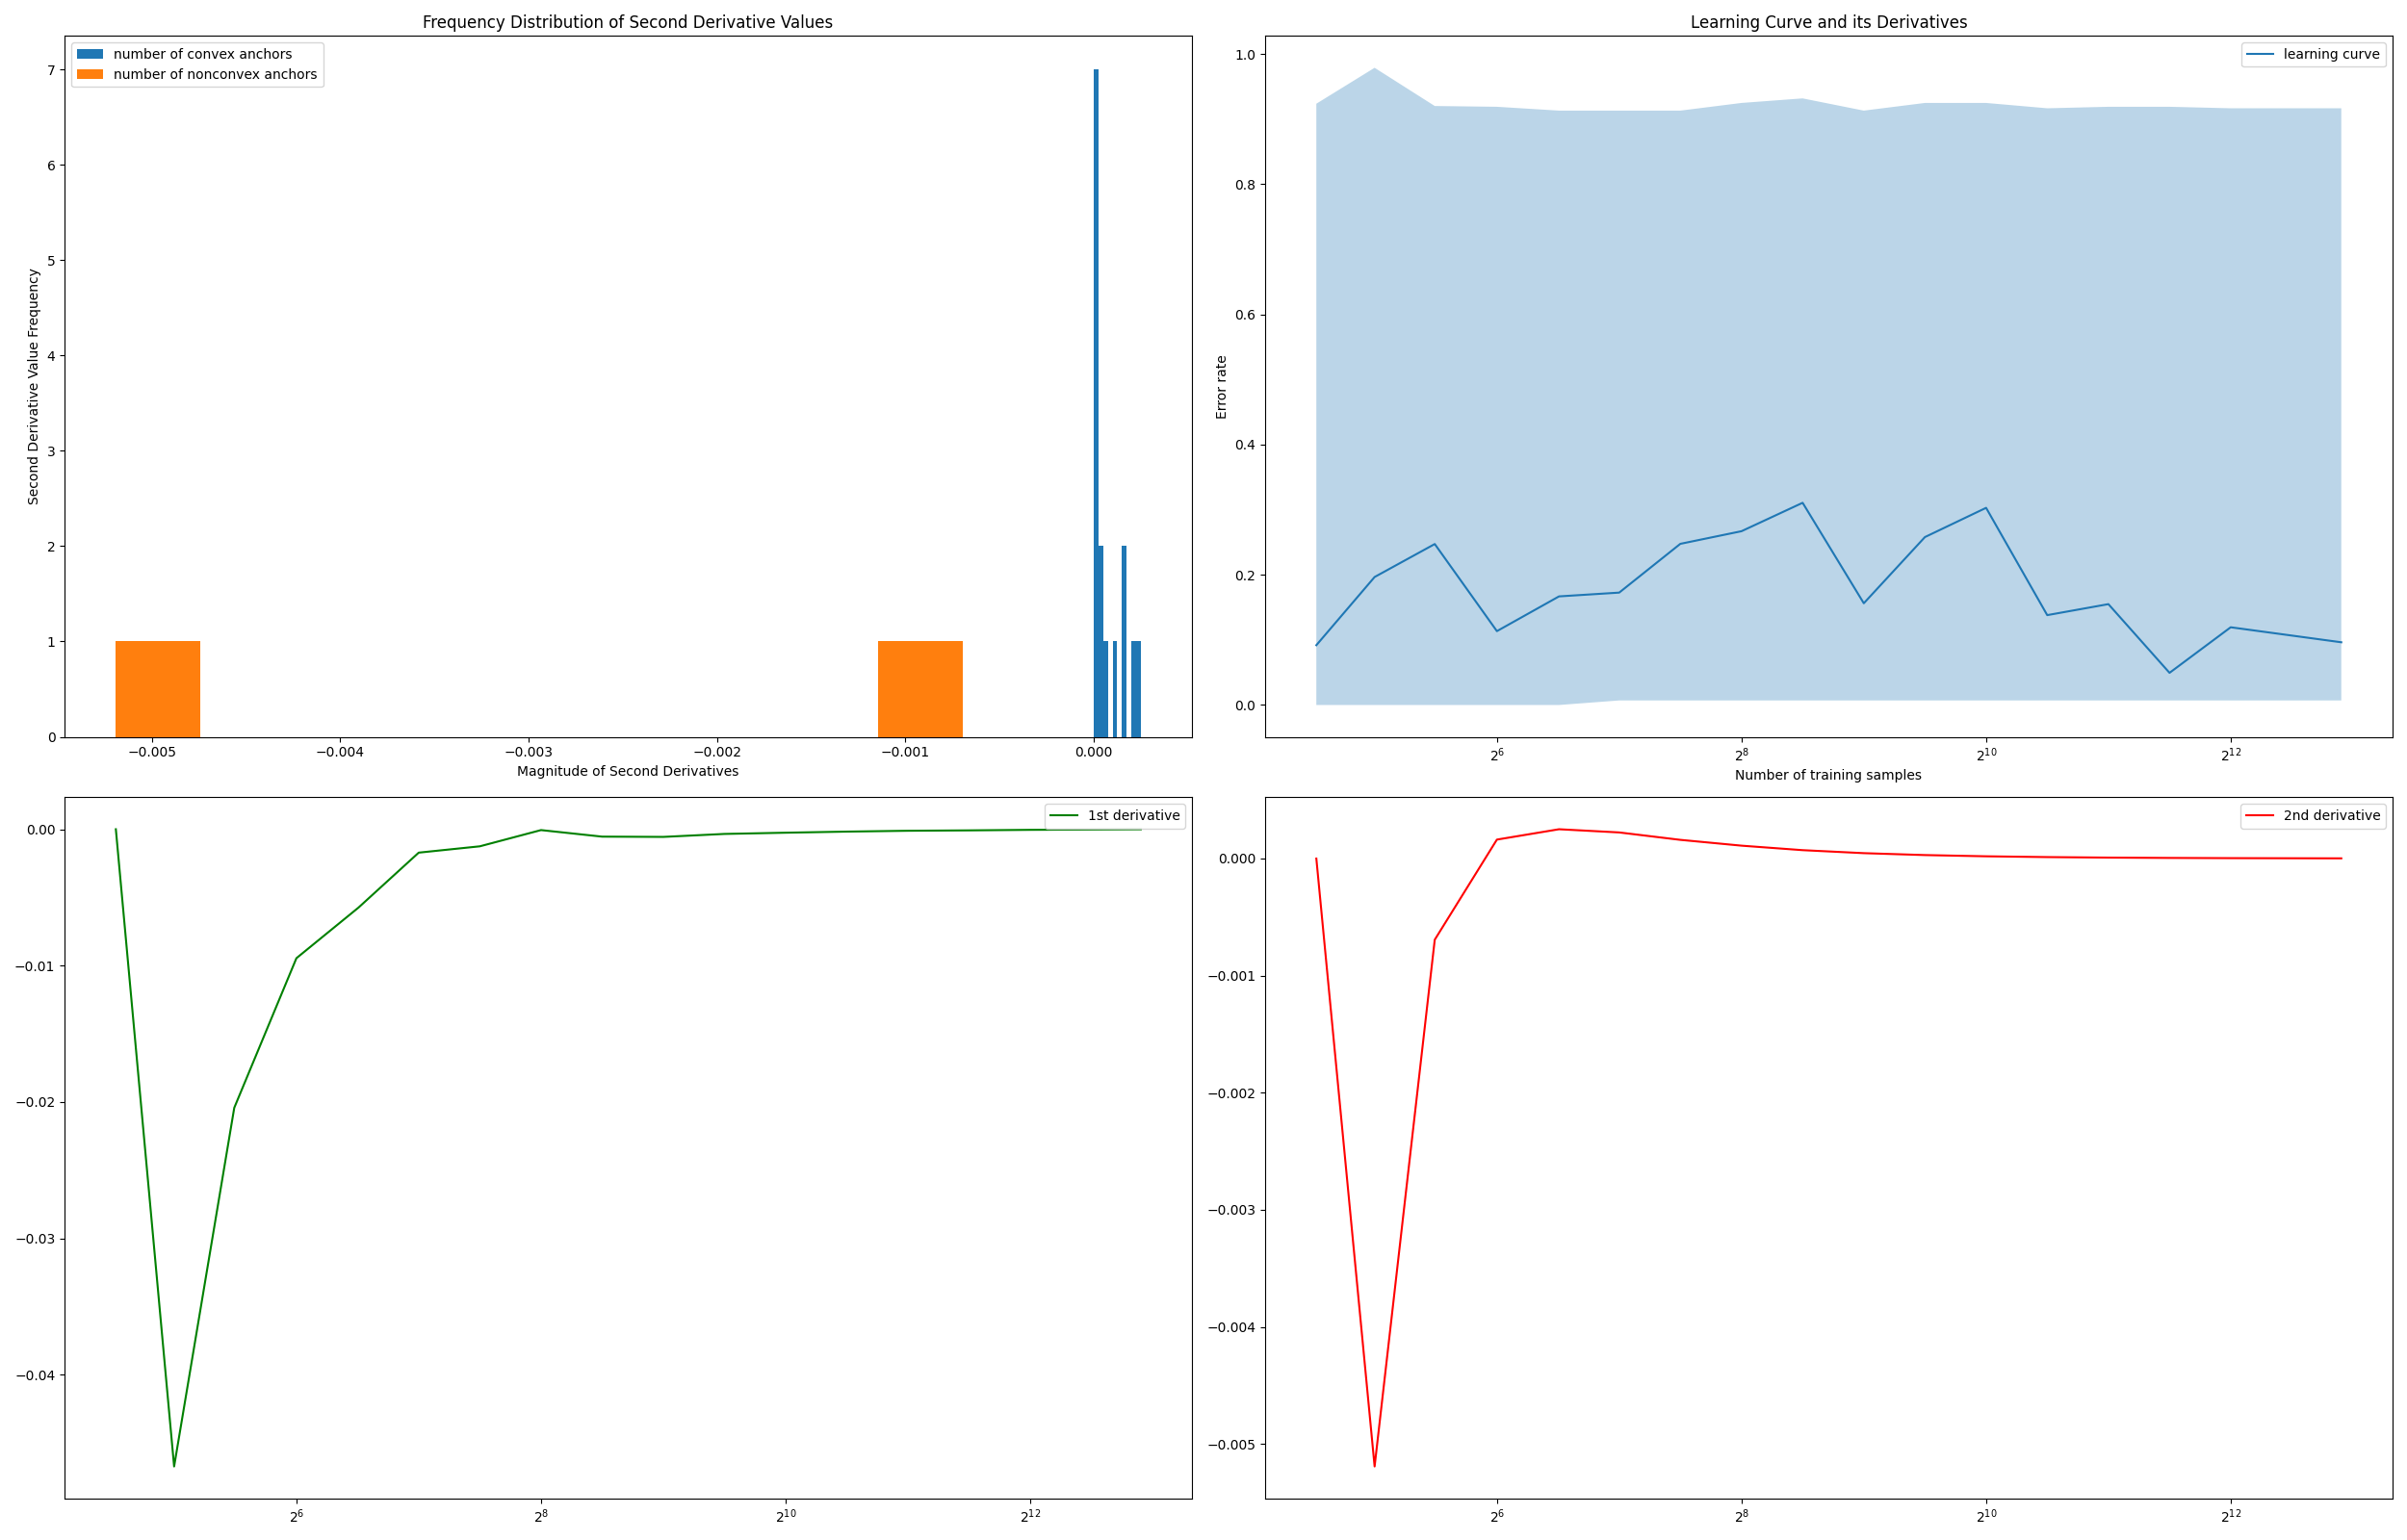 Frequency Distribution of Second Derivative Values
number of convex anchors
number of nonconvex anchors
7
6
5
4
3
2
1
0
Second Derivative Value Frequency
−0.005 −0.004 −0.003 −0.002 −0.001 0.000
Magnitude of Second Derivatives
Learning Curve and its Derivatives
learning curve
1.0
0.8
0.6
0.4
0.2
0.0
Error rate
2^6 2^8 2^10 2^12
Number of training samples
1st derivative
0.00
−0.01
−0.02
−0.03
−0.04
2^6 2^8 2^10 2^12
2nd derivative
0.000
−0.001
−0.002
−0.003
−0.004
−0.005
2^6 2^8 2^10 2^12